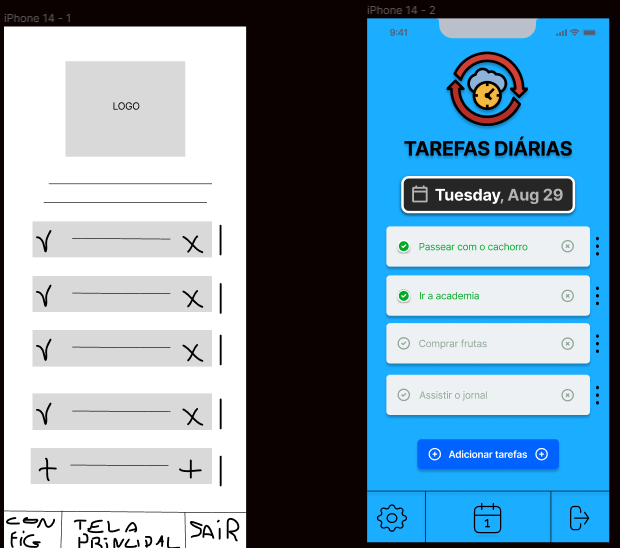 iPhone 14 - 1
LOGO
CON
FIG
TELA
PRINCIPAL
SAIR
iPhone 14 - 2
9:41
TAREFAS DIÁRIAS
Tuesday, Aug 29
Passear com o cachorro
Ir a academia
Comprar frutas
Assistir o jornal
Adicionar tarefas
1